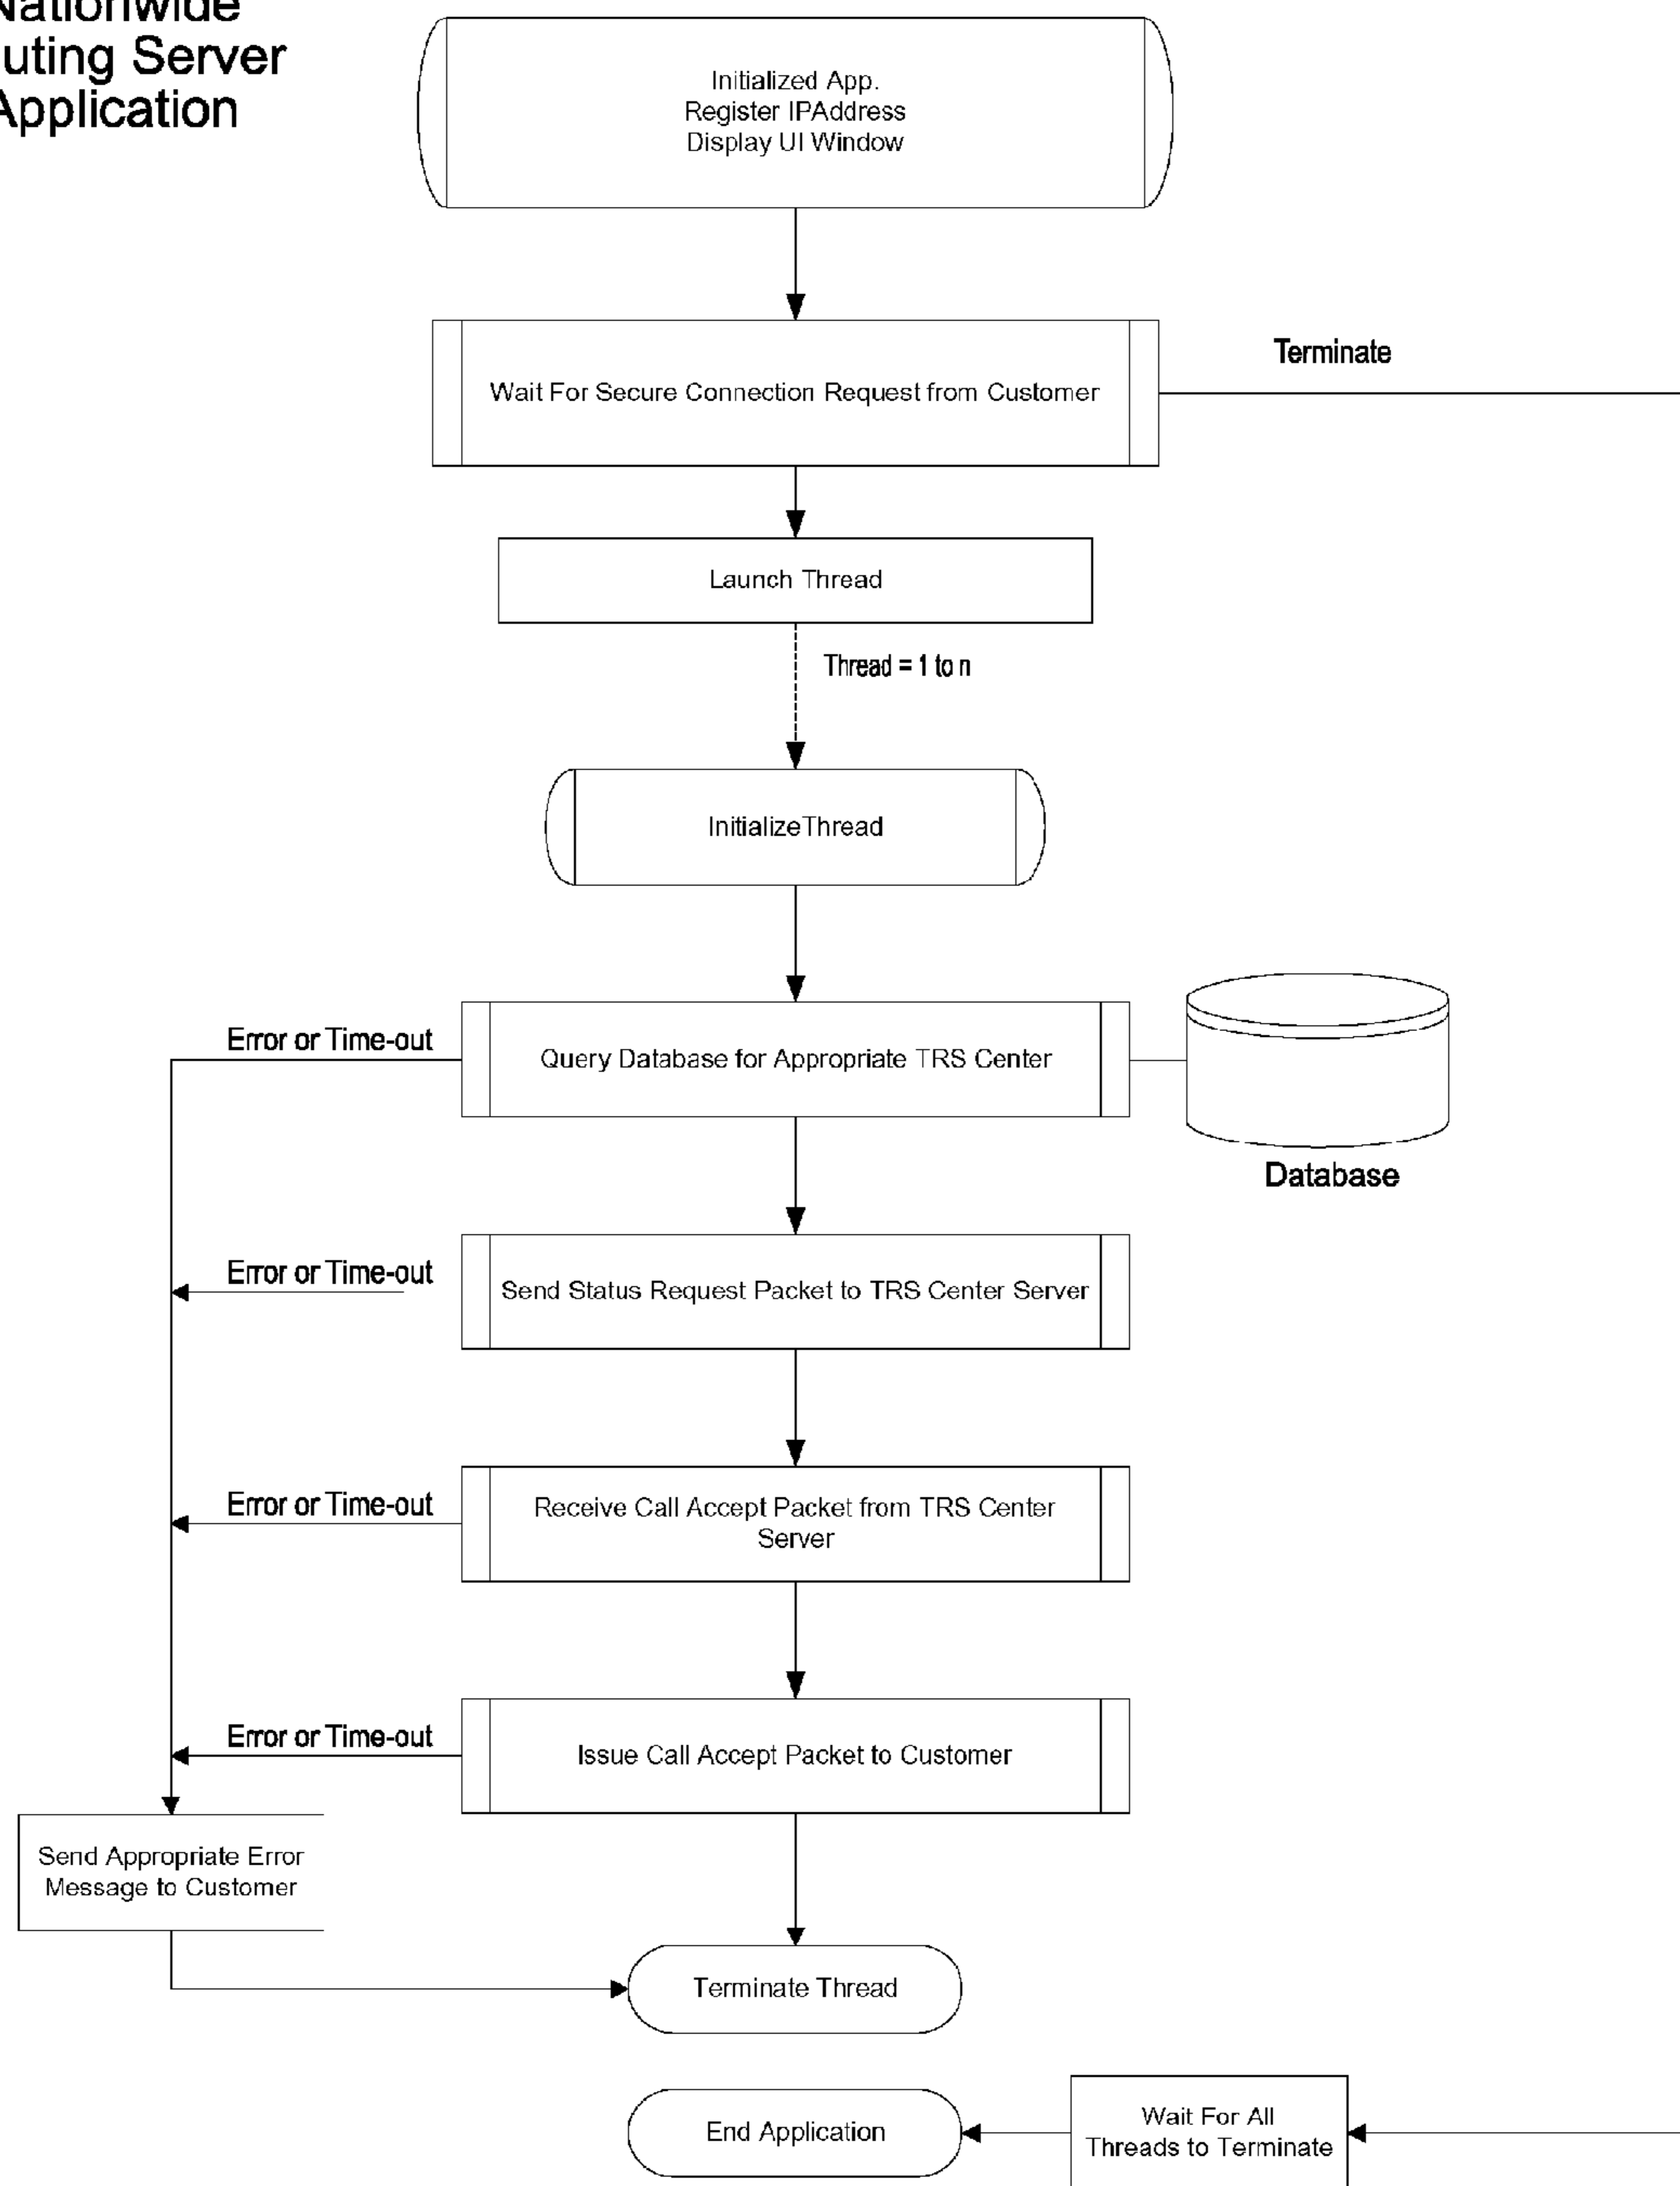 Nationwide
uting Server
Application
Initialized App.
Register IPAddress
Display UI Window
Wait For Secure Connection Request from Customer
Terminate
Launch Thread
Thread = 1 to n
InitializeThread
Error or Time-out
Query Database for Appropriate TRS Center
Database
Error or Time-out
Send Status Request Packet to TRS Center Server
Error or Time-out
Receive Call Accept Packet from TRS Center
Server
Error or Time-out
Issue Call Accept Packet to Customer
Send Appropriate Error
Message to Customer
Terminate Thread
End Application
Wait For All
Threads to Terminate